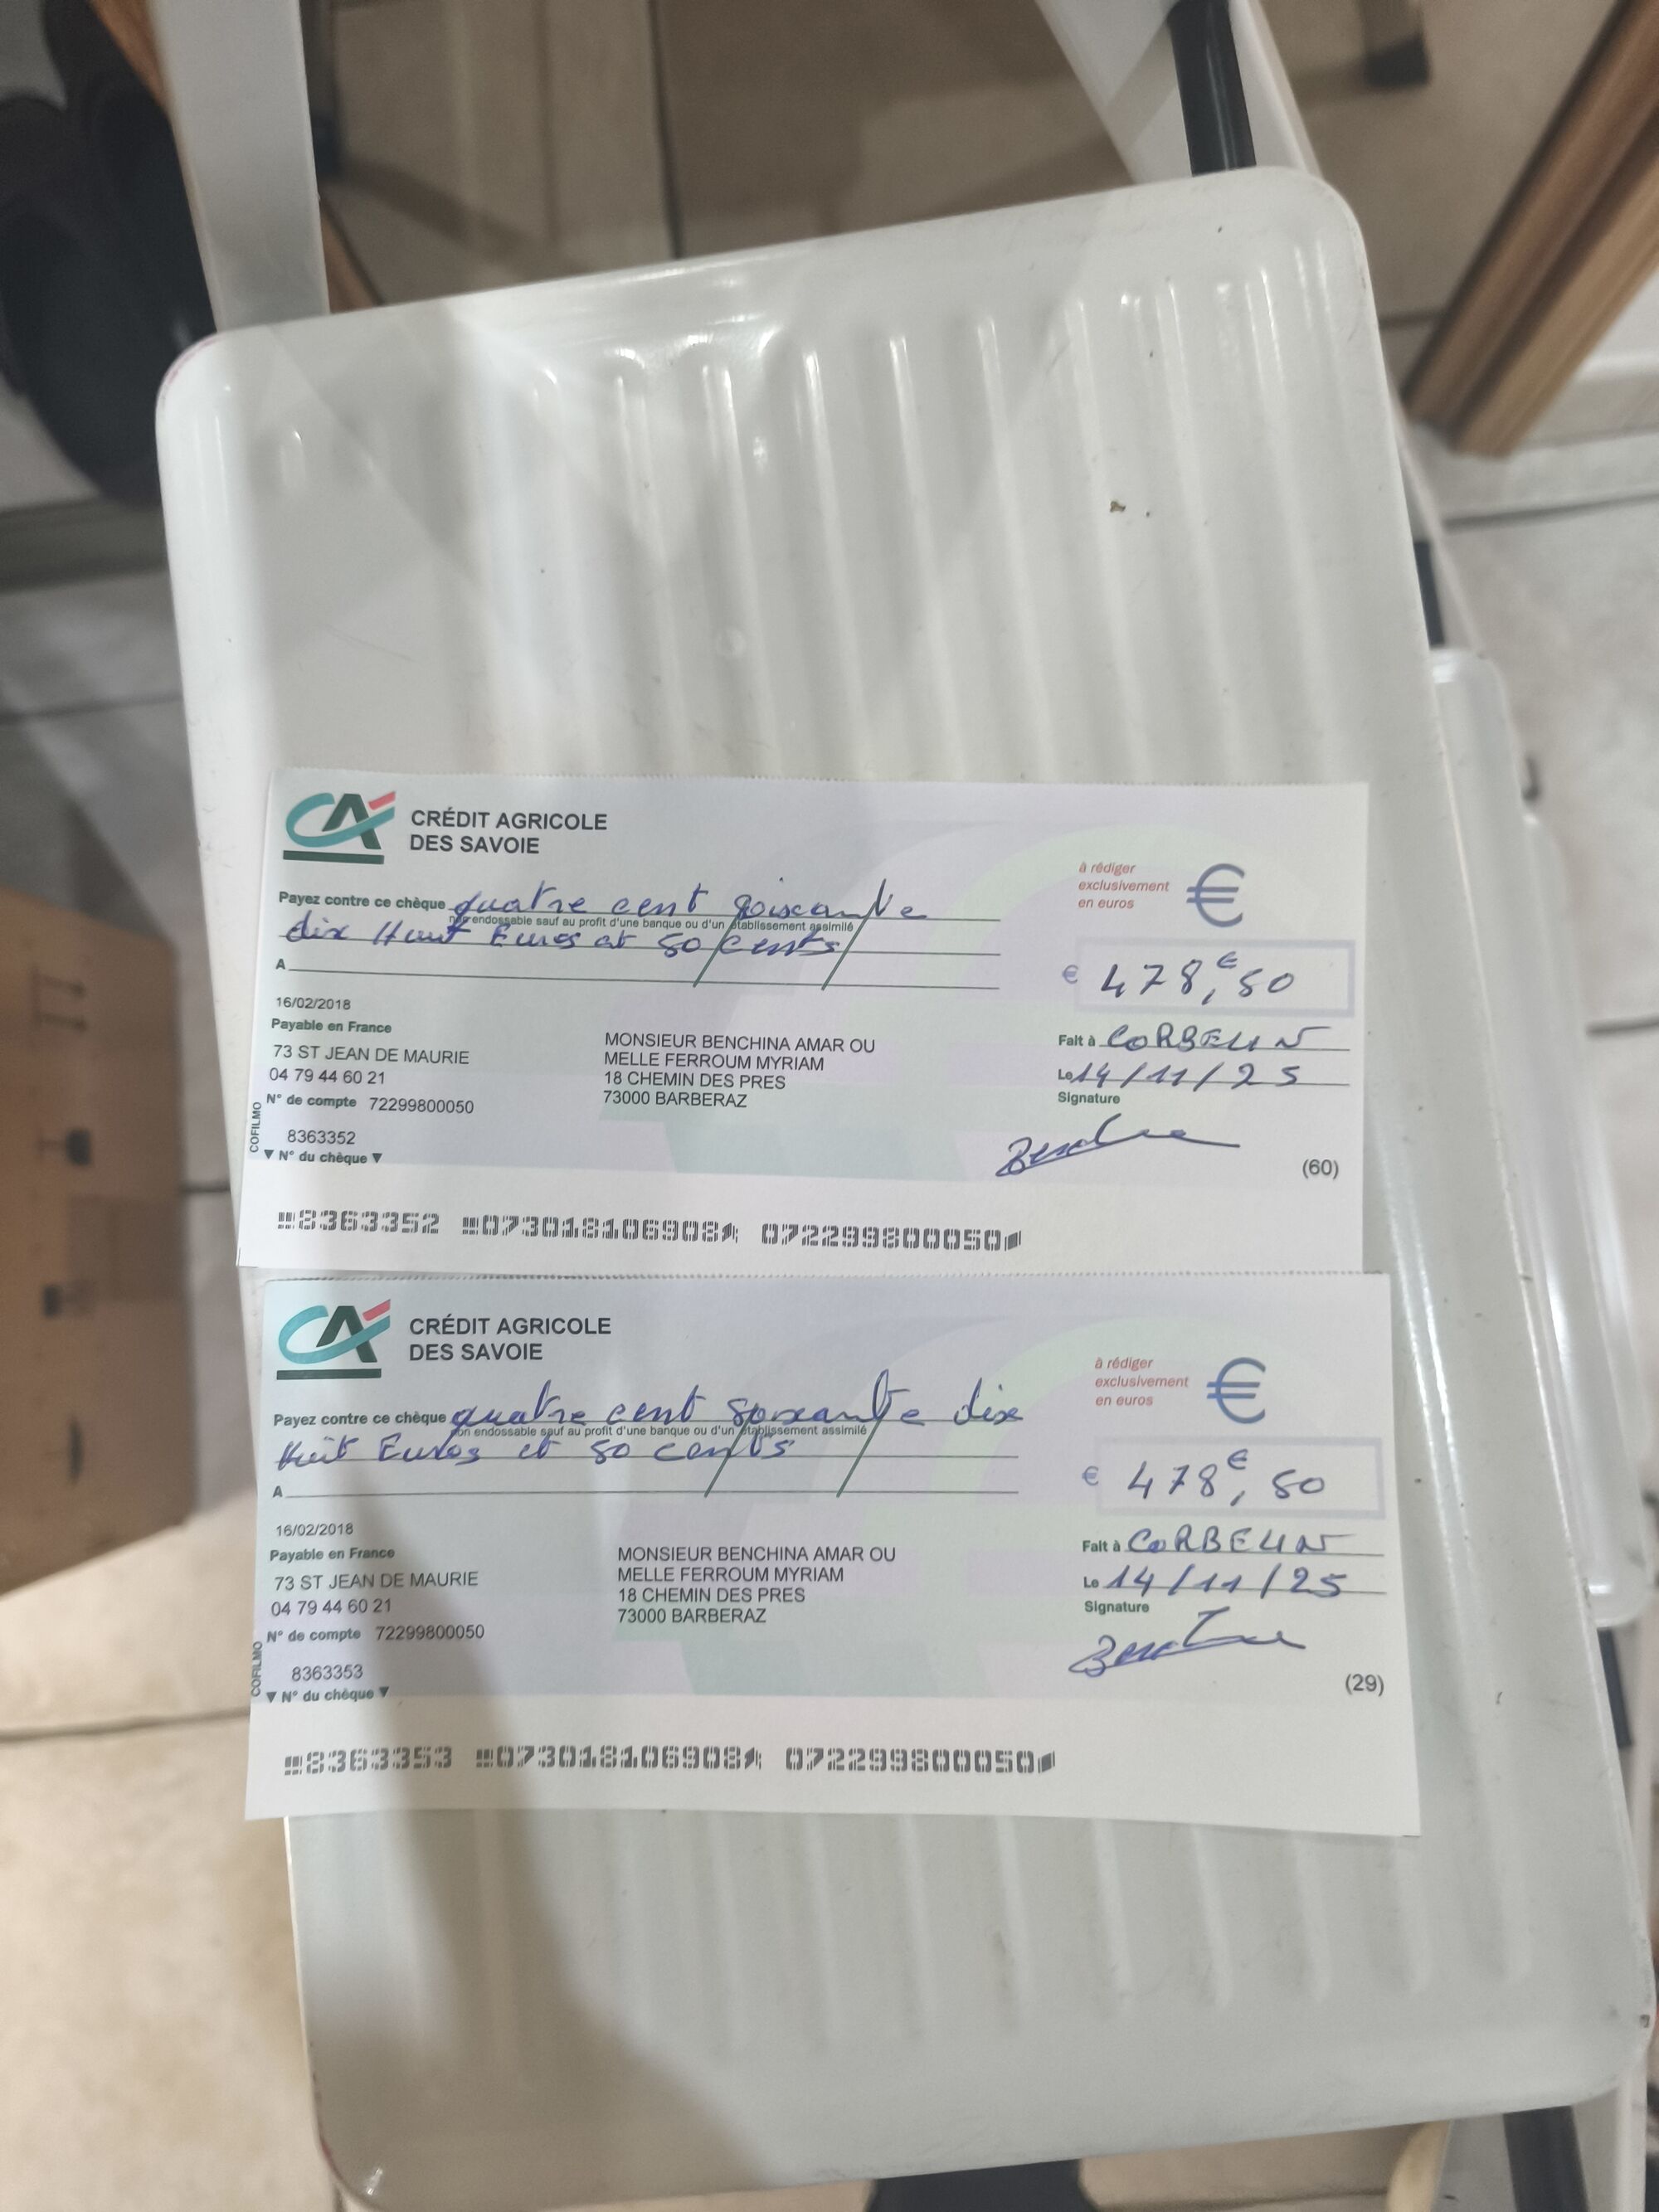 CRÉDIT AGRICOLE
DES SAVOIE
à rédiger
exclusivement
en euros
€
Payez contre ce chèque quatre cent soixante
non endossable sauf au profit d'une banque ou d'un établissement assimilé
dix Huit Euros et 50 cents
A
€ 478,€50
16/02/2018
Payable en France
73 ST JEAN DE MAURIE
04 79 44 60 21
N° de compte 72299800050
MONSIEUR BENCHINA AMAR OU
MELLE FERROUM MYRIAM
18 CHEMIN DES PRES
73000 BARBERAZ
Fait à CORBELIN
Le 14/11/25
Signature
COFILMO
8363352
▼ N° du chèque ▼
(60)
8363352 073018106908 072299800050
CRÉDIT AGRICOLE
DES SAVOIE
à rédiger
exclusivement
en euros
€
Payez contre ce chèque quatre cent soixante dix
non endossable sauf au profit d'une banque ou d'un établissement assimilé
Huit Euros et 50 cents
A
€ 478€,50
16/02/2018
Payable en France
73 ST JEAN DE MAURIE
04 79 44 60 21
N° de compte 72299800050
MONSIEUR BENCHINA AMAR OU
MELLE FERROUM MYRIAM
18 CHEMIN DES PRES
73000 BARBERAZ
Fait à CORBELIN
Le 14/11/25
Signature
COFILMO
8363353
▼ N° du chèque ▼
(29)
8363353 073018106908 072299800050